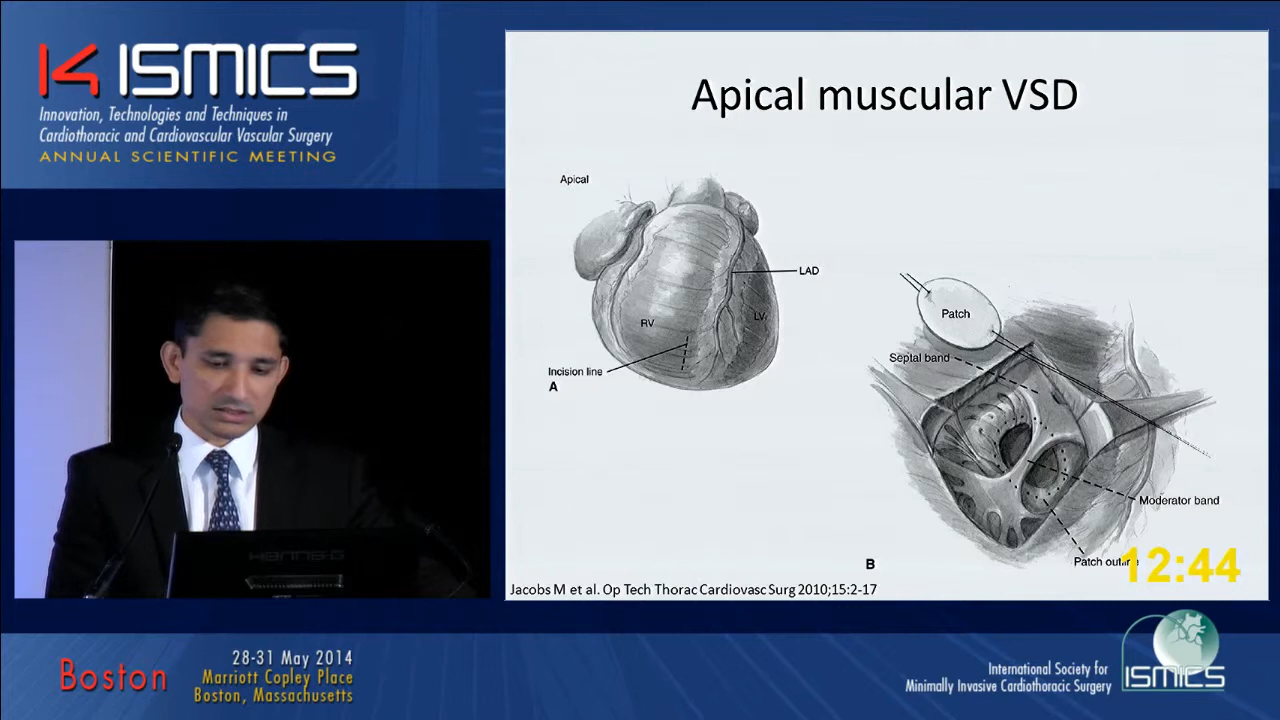 ISMICS
Innovation, Technologies and Techniques in
Cardiothoracic and Cardiovascular Vascular Surgery
ANNUAL SCIENTIFIC MEETING
Apical muscular VSD
Apical
LAD
RV
LV
Incision line
A
Patch
Septal band
Moderator band
Patch outline
B
12:44
Jacobs M et al. Op Tech Thorac Cardiovasc Surg 2010;15:2-17
Boston
28-31 May 2014
Marriott Copley Place
Boston, Massachusetts
International Society for
Minimally Invasive Cardiothoracic Surgery
ISMICS